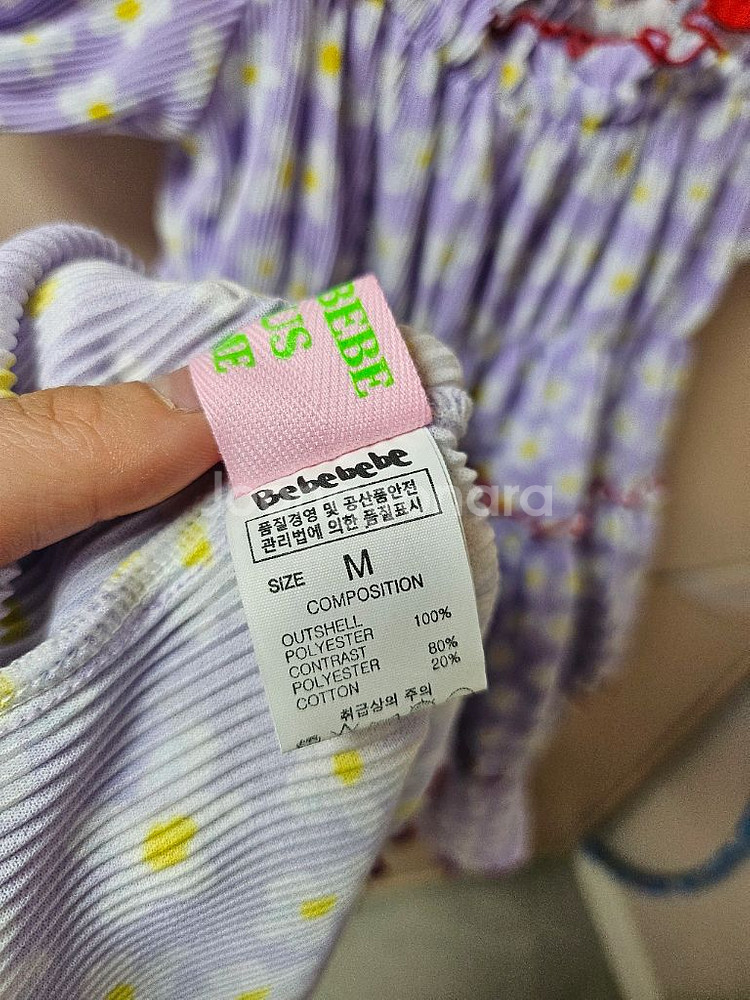 BEBE
US
Bebebebe
품질경영 및 공산품안전
관리법에 의한 품질표시
SIZE M
COMPOSITION
OUTSHELL
POLYESTER 100%
CONTRAST
POLYESTER 80%
COTTON 20%
취급상의 주의